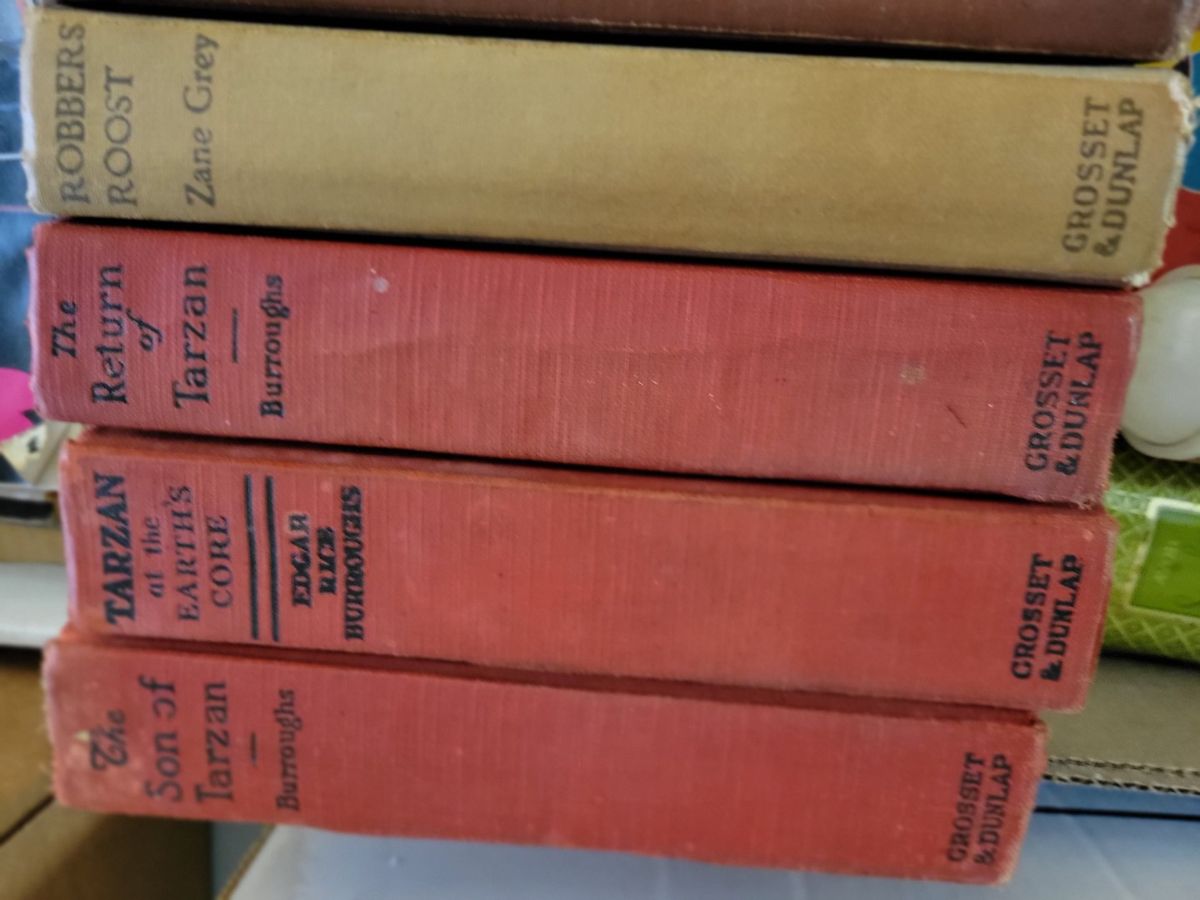 ROBBERS
ROOST
Zane Grey
GROSSET
& DUNLAP
The
Return
of
Tarzan
Burroughs
GROSSET
& DUNLAP
TARZAN
at the
EARTH'S
CORE
EDGAR
RICE
BURROUGHS
GROSSET
& DUNLAP
The
Son of
Tarzan
Burroughs
GROSSET
& DUNLAP